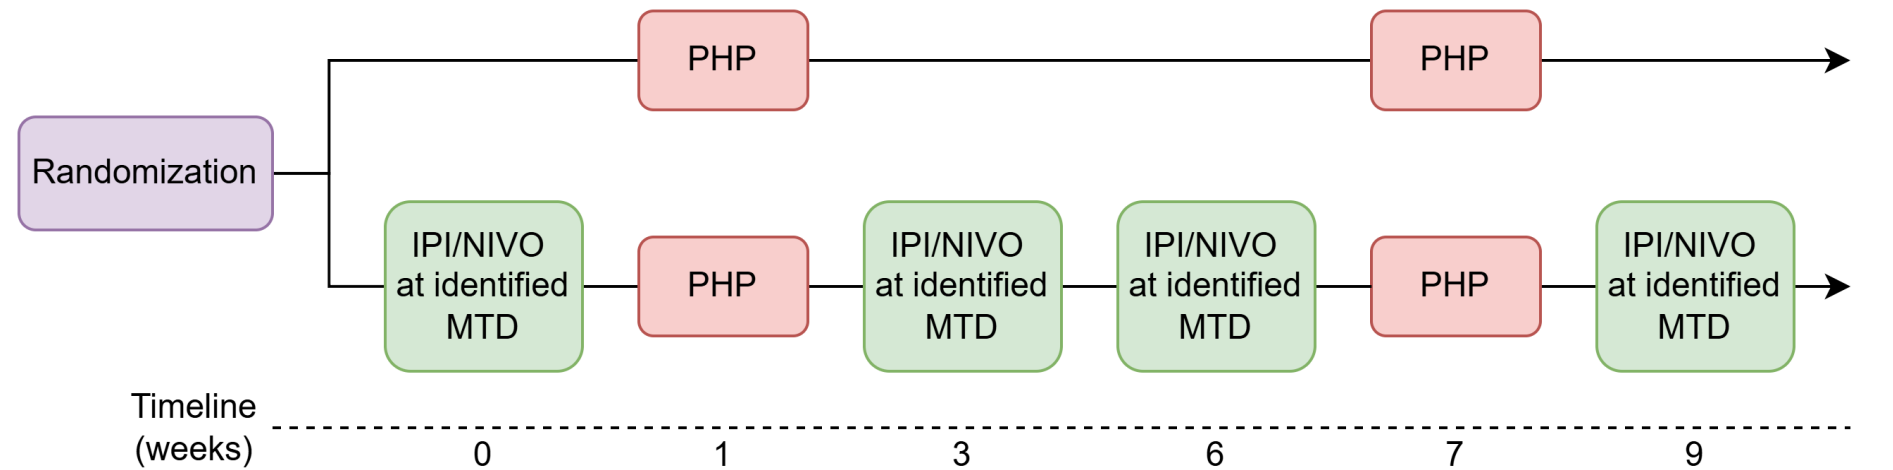 PHP
PHP
Randomization
IPI/NIVO
at identified
MTD
PHP
IPI/NIVO
at identified
MTD
IPI/NIVO
at identified
MTD
PHP
IPI/NIVO
at identified
MTD
Timeline
(weeks)
0
1
3
6
7
9